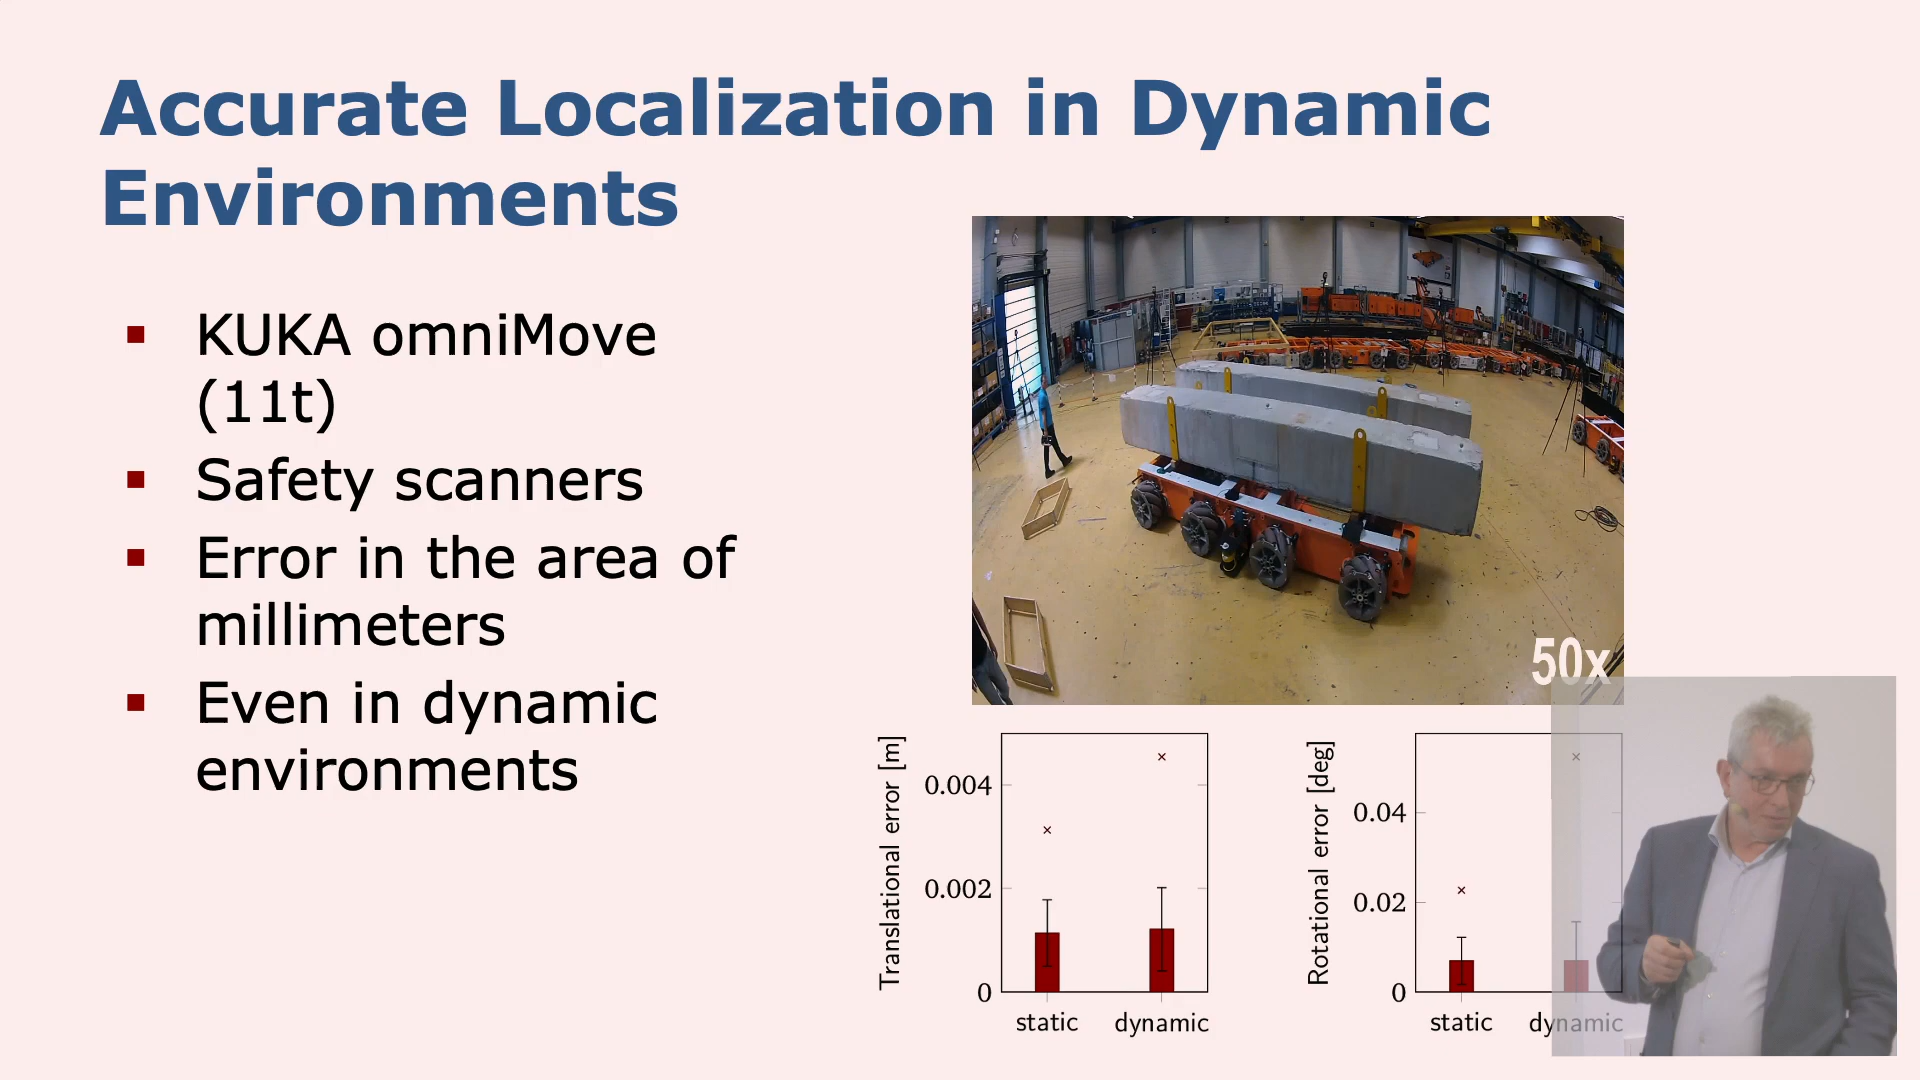 Accurate Localization in Dynamic
Environments
▪ KUKA omniMove
(11t)
▪ Safety scanners
▪ Error in the area of
millimeters
▪ Even in dynamic
environments
50x
Translational error [m]
0.004
0.002
0
static dynamic
Rotational error [deg]
0.04
0.02
0
static dynamic